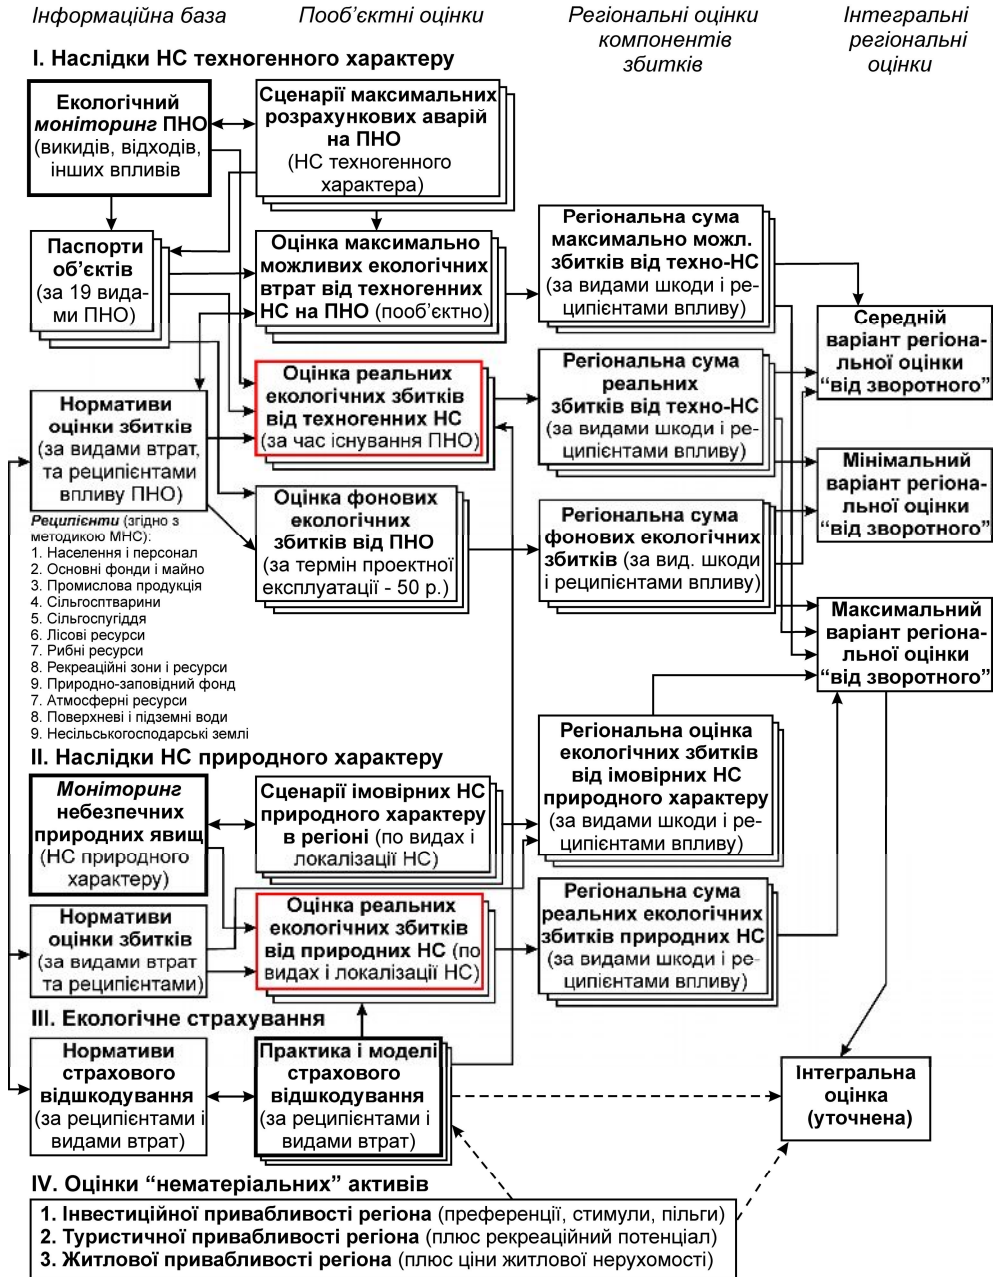 Інформаційна база
Пооб’єктні оцінки
Регіональні оцінки
компонентів
збитків
Інтегральні
регіональні
оцінки
I. Наслідки НС техногенного характеру
Екологічний
моніторинг ПНО
(викидів, відходів,
інших впливів
Сценарії максимальних
розрахункових аварій
на ПНО
(НС техногенного
характера)
Паспорти
об’єктів
(за 19 вида-
ми ПНО)
Оцінка максимально
можливих екологічних
втрат від техногенних
НС на ПНО (пооб’єктно)
Регіональна сума
максимально можл.
збитків від техно-НС
(за видами шкоди і ре-
ципієнтами впливу)
Середній
варіант регіона-
льної оцінки
“від зворотного”
Нормативи
оцінки збитків
(за видами втрат,
та реципієнтами
впливу ПНО)
Оцінка реальних
екологічних збитків
від техногенних НС
(за час існування ПНО)
Регіональна сума
реальних
збитків від техно-НС
(за видами шкоди і ре-
ципієнтами впливу)
Мінімальний
варіант регіона-
льної оцінки
“від зворотного”
Оцінка фонових
екологічних
збитків від ПНО
(за термін проектної
експлуатації - 50 р.)
Регіональна сума
фонових екологічних
збитків (за вид. шкоди
і реципієнтами впливу)
Максимальний
варіант регіона-
льної оцінки
“від зворотного”
Реципієнти (згідно з
методикою МНС):
1. Населення і персонал
2. Основні фонди і майно
3. Промислова продукція
4. Сільгосптварини
5. Сільгоспугіддя
6. Лісові ресурси
7. Рибні ресурси
8. Рекреаційні зони і ресурси
9. Природно-заповідний фонд
7. Атмосферні ресурси
8. Поверхневі і підземні води
9. Несільськогосподарські землі
II. Наслідки НС природного характеру
Моніторинг
небезпечних
природних явищ
(НС природного
характеру)
Сценарії імовірних НС
природного характеру
в регіоні (по видах і
локалізації НС)
Регіональна оцінка
екологічних збитків
від імовірних НС
природного характеру
(за видами шкоди і ре-
ципієнтами впливу)
Нормативи
оцінки збитків
(за видами втрат
та реципієнтами)
Оцінка реальних
екологічних збитків
від природних НС (по
видах і локалізації НС)
Регіональна сума
реальних екологічних
збитків природних НС
(за видами шкоди і ре-
ципієнтами впливу)
III. Екологічне страхування
Нормативи
страхового
відшкодування
(за реципієнтами і
видами втрат)
Практика і моделі
страхового
відшкодування
(за реципієнтами і
видами втрат)
Інтегральна
оцінка
(уточнена)
IV. Оцінки “нематеріальних” активів
1. Інвестиційної привабливості регіона (преференції, стимули, пільги)
2. Туристичної привабливості регіона (плюс рекреаційний потенціал)
3. Житлової привабливості регіона (плюс ціни житлової нерухомості)